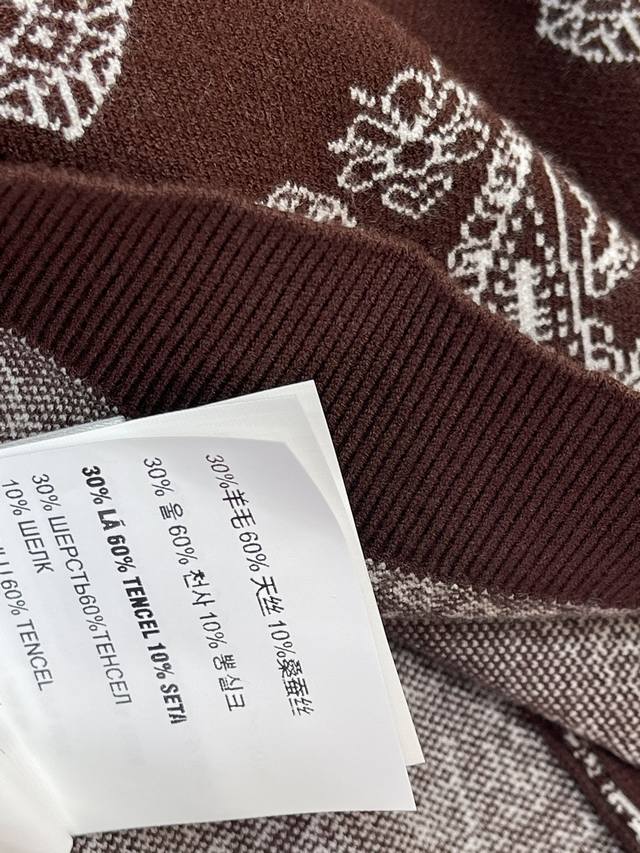 30%羊毛 60% 天丝 10%桑蚕丝
30% 울 60% 천사 10% 뽕 실크
30% LÃ 60% TENCEL 10% SETA
30% ШЕРСТЬ60%ТЕНСЕЛ
10% ШЕЛК
60% TENCEL